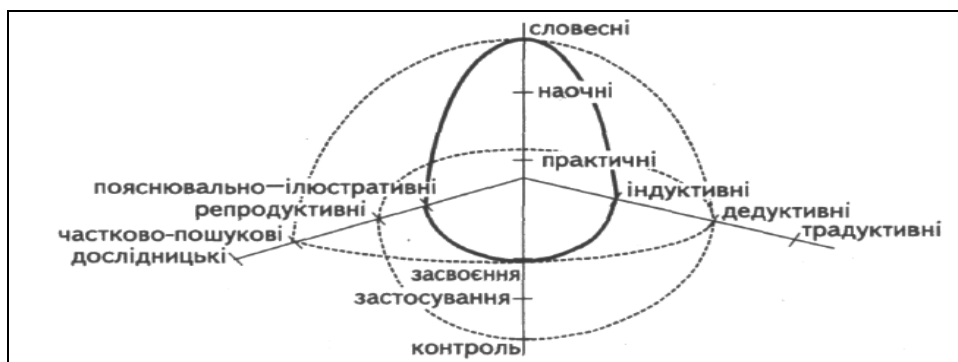 словесні
наочні
практичні
пояснювально—ілюстративні
індуктивні
репродуктивні
дедуктивні
частково-пошукові
традуктивні
дослідницькі
засвоєння
застосування
контроль